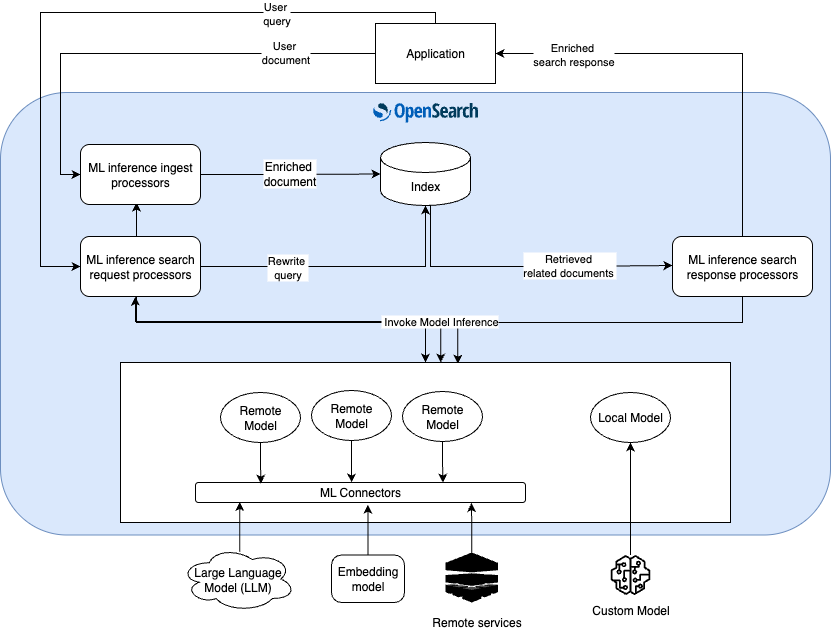 User
query
User
document
Application
Enriched
search response
OpenSearch
ML inference ingest
processors
Enriched
document
Index
ML inference search
request processors
Rewrite
query
Retrieved
related documents
ML inference search
response processors
Invoke Model Inference
Remote
Model
Remote
Model
Remote
Model
Local Model
ML Connectors
Large Language
Model (LLM)
Embedding
model
Remote services
Custom Model